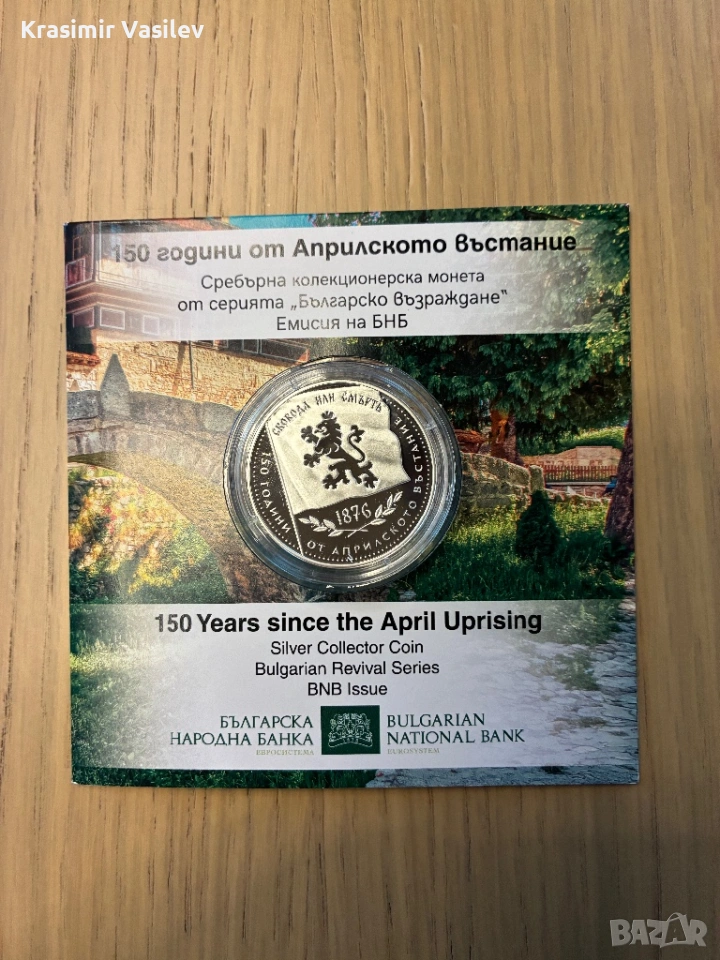 Krasimir Vasilev
150 години от Априлското въстание
Сребърна колекционерска монета
от серията „Българско възраждане“
Емисия на БНБ
СВОБОДА ИЛИ СМЪРТЬ
1876
150 ГОДИНИ ОТ АПРИЛСКОТО ВЪСТАНИЕ
150 Years since the April Uprising
Silver Collector Coin
Bulgarian Revival Series
BNB Issue
БЪЛГАРСКА
НАРОДНА БАНКА
ЕВРОСИСТЕМА
BULGARIAN
NATIONAL BANK
EUROSYSTEM
BAZAR